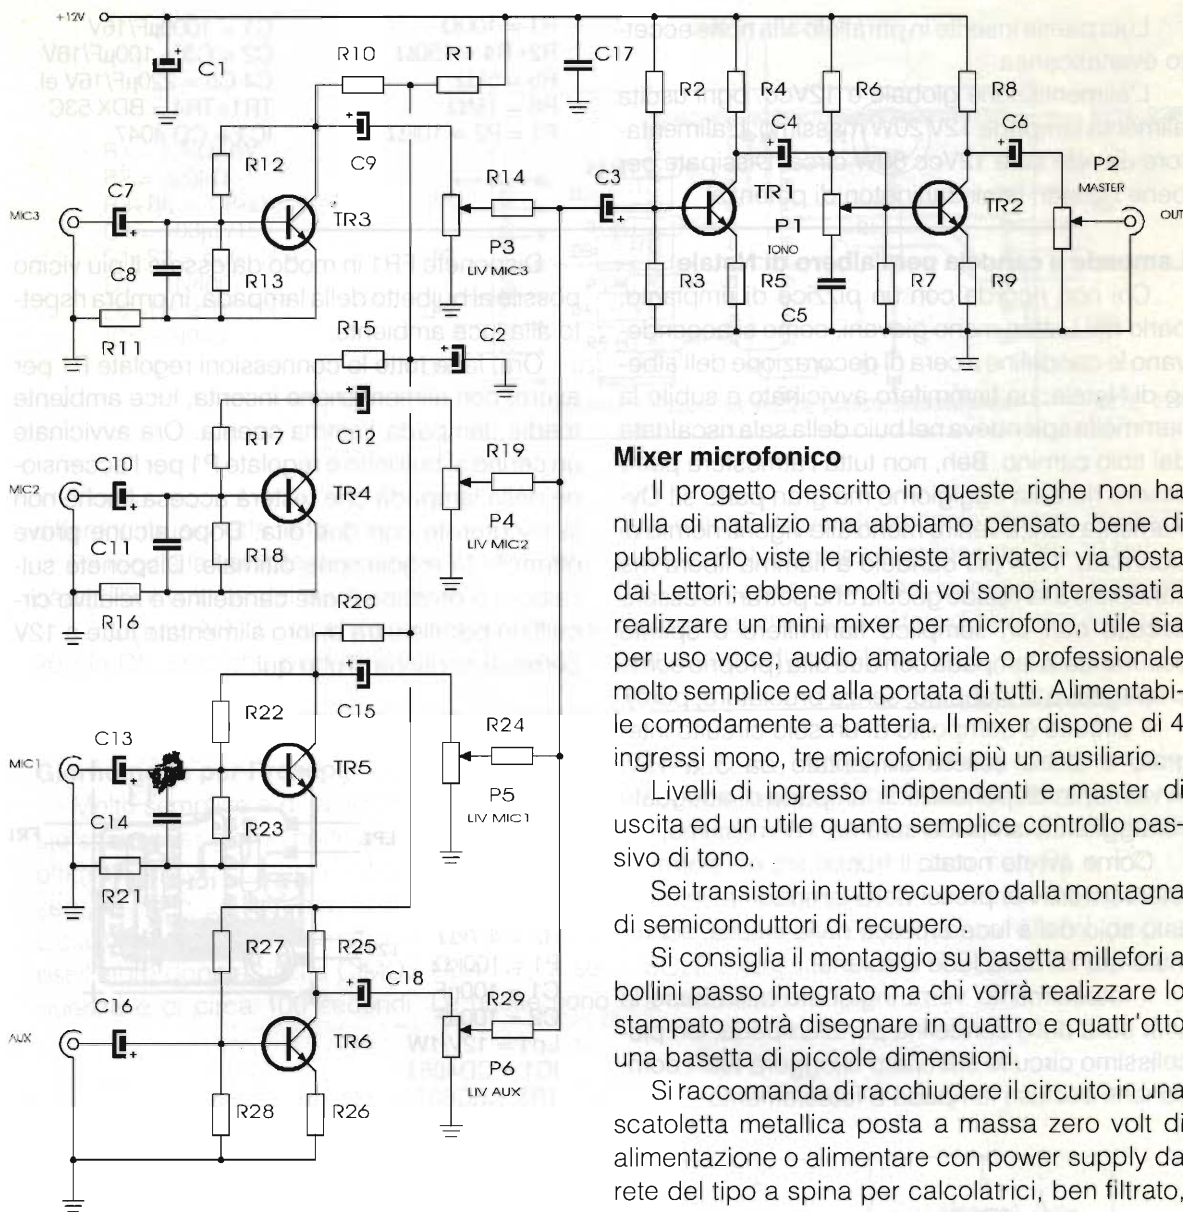 +12V
C1
R10
R1
C17
R2
R4
R6
R8
C4
C6
C9
R12
C7
MIC3
TR3
R14
C3
TR1
P1
TONO
TR2
P2
MASTER
OUT
C8
R13
P3
LIV MIC3
R3
R5
C5
R7
R9
R11
R15
C2
R17
C12
C10
MIC2
TR4
R19
P4
LIV MIC2
C11
R18
R16
R20
R22
C15
C13
MIC1
TR5
R24
P5
LIV MIC1
C14
R23
R21
R27
R25
C18
C16
AUX
TR6
R29
P6
LIV AUX
R28
R26
Mixer microfonico
Il progetto descritto in queste righe non ha
nulla di natalizio ma abbiamo pensato bene di
pubblicarlo viste le richieste arrivateci via posta
dai Lettori; ebbene molti di voi sono interessati a
realizzare un mini mixer per microfono, utile sia
per uso voce, audio amatoriale o professionale
molto semplice ed alla portata di tutti. Alimentabi-
le comodamente a batteria. Il mixer dispone di 4
ingressi mono, tre microfonici più un ausiliario.
Livelli di ingresso indipendenti e master di
uscita ed un utile quanto semplice controllo pas-
sivo di tono.
Sei transistori in tutto recupero dalla montagna
di semiconduttori di recupero.
Si consiglia il montaggio su basetta millefori a
bollini passo integrato ma chi vorrà realizzare lo
stampato potrà disegnare in quattro e quattr'otto
una basetta di piccole dimensioni.
Si raccomanda di racchiudere il circuito in una
scatoletta metallica posta a massa zero volt di
alimentazione o alimentare con power supply da
rete del tipo a spina per calcolatrici, ben filtrato,